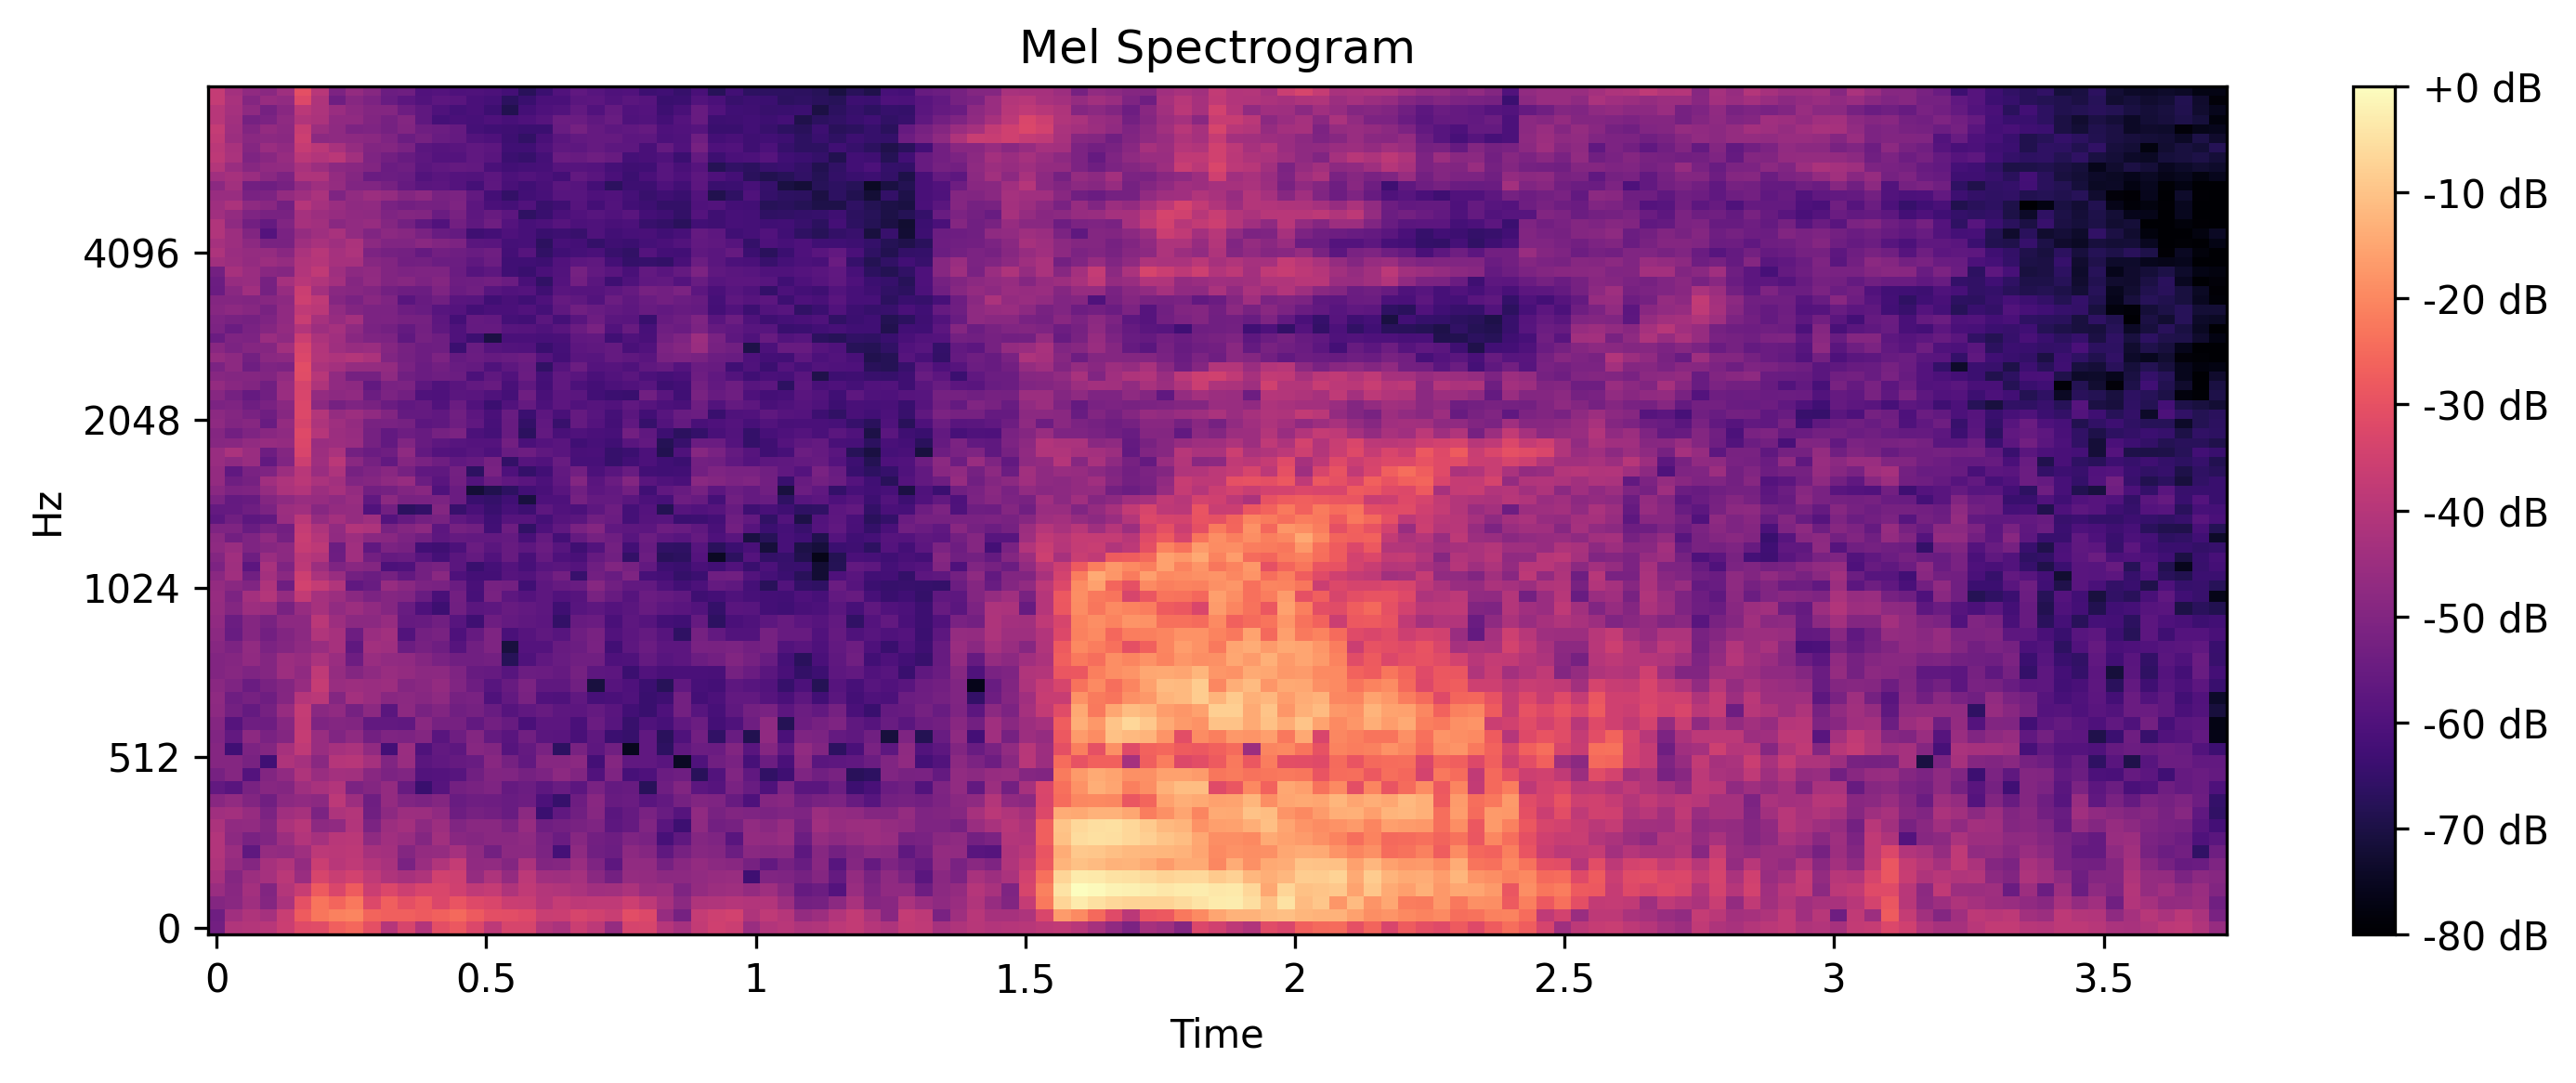 Mel Spectrogram
+0 dB
-10 dB
4096
-20 dB
-30 dB
2048
Hz
-40 dB
1024
-50 dB
512
-60 dB
-70 dB
0
-80 dB
0 0.5 1 1.5 2 2.5 3 3.5
Time